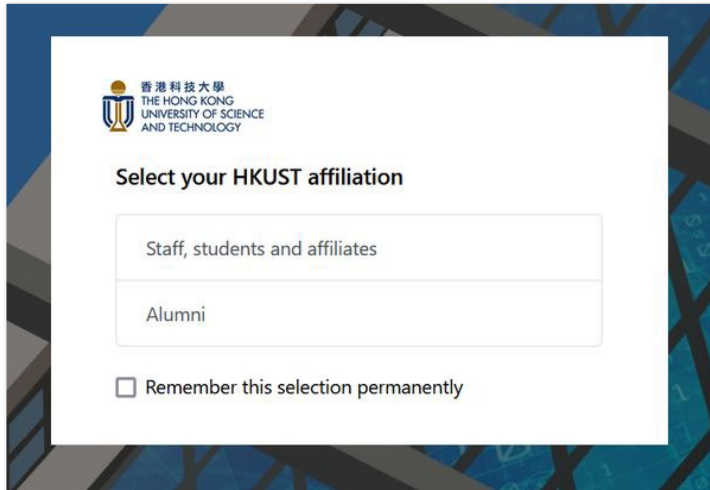 香港科技大學
THE HONG KONG
UNIVERSITY OF SCIENCE
AND TECHNOLOGY
Select your HKUST affiliation
Staff, students and affiliates
Alumni
Remember this selection permanently